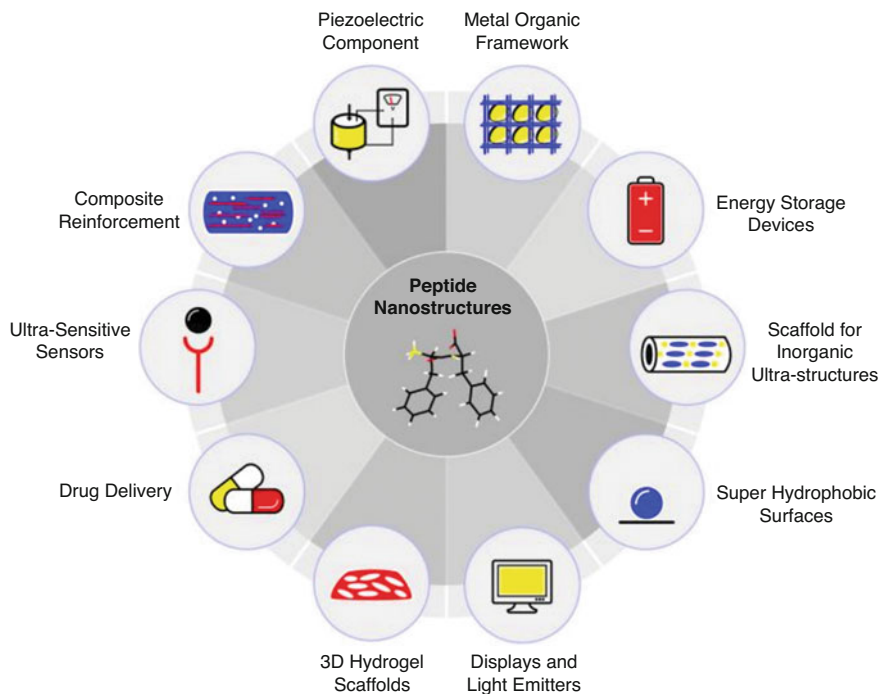 Piezoelectric
Component
Metal Organic
Framework
Composite
Reinforcement
Energy Storage
Devices
Peptide
Nanostructures
Ultra-Sensitive
Sensors
Scaffold for
Inorganic
Ultra-structures
Drug Delivery
Super Hydrophobic
Surfaces
3D Hydrogel
Scaffolds
Displays and
Light Emitters